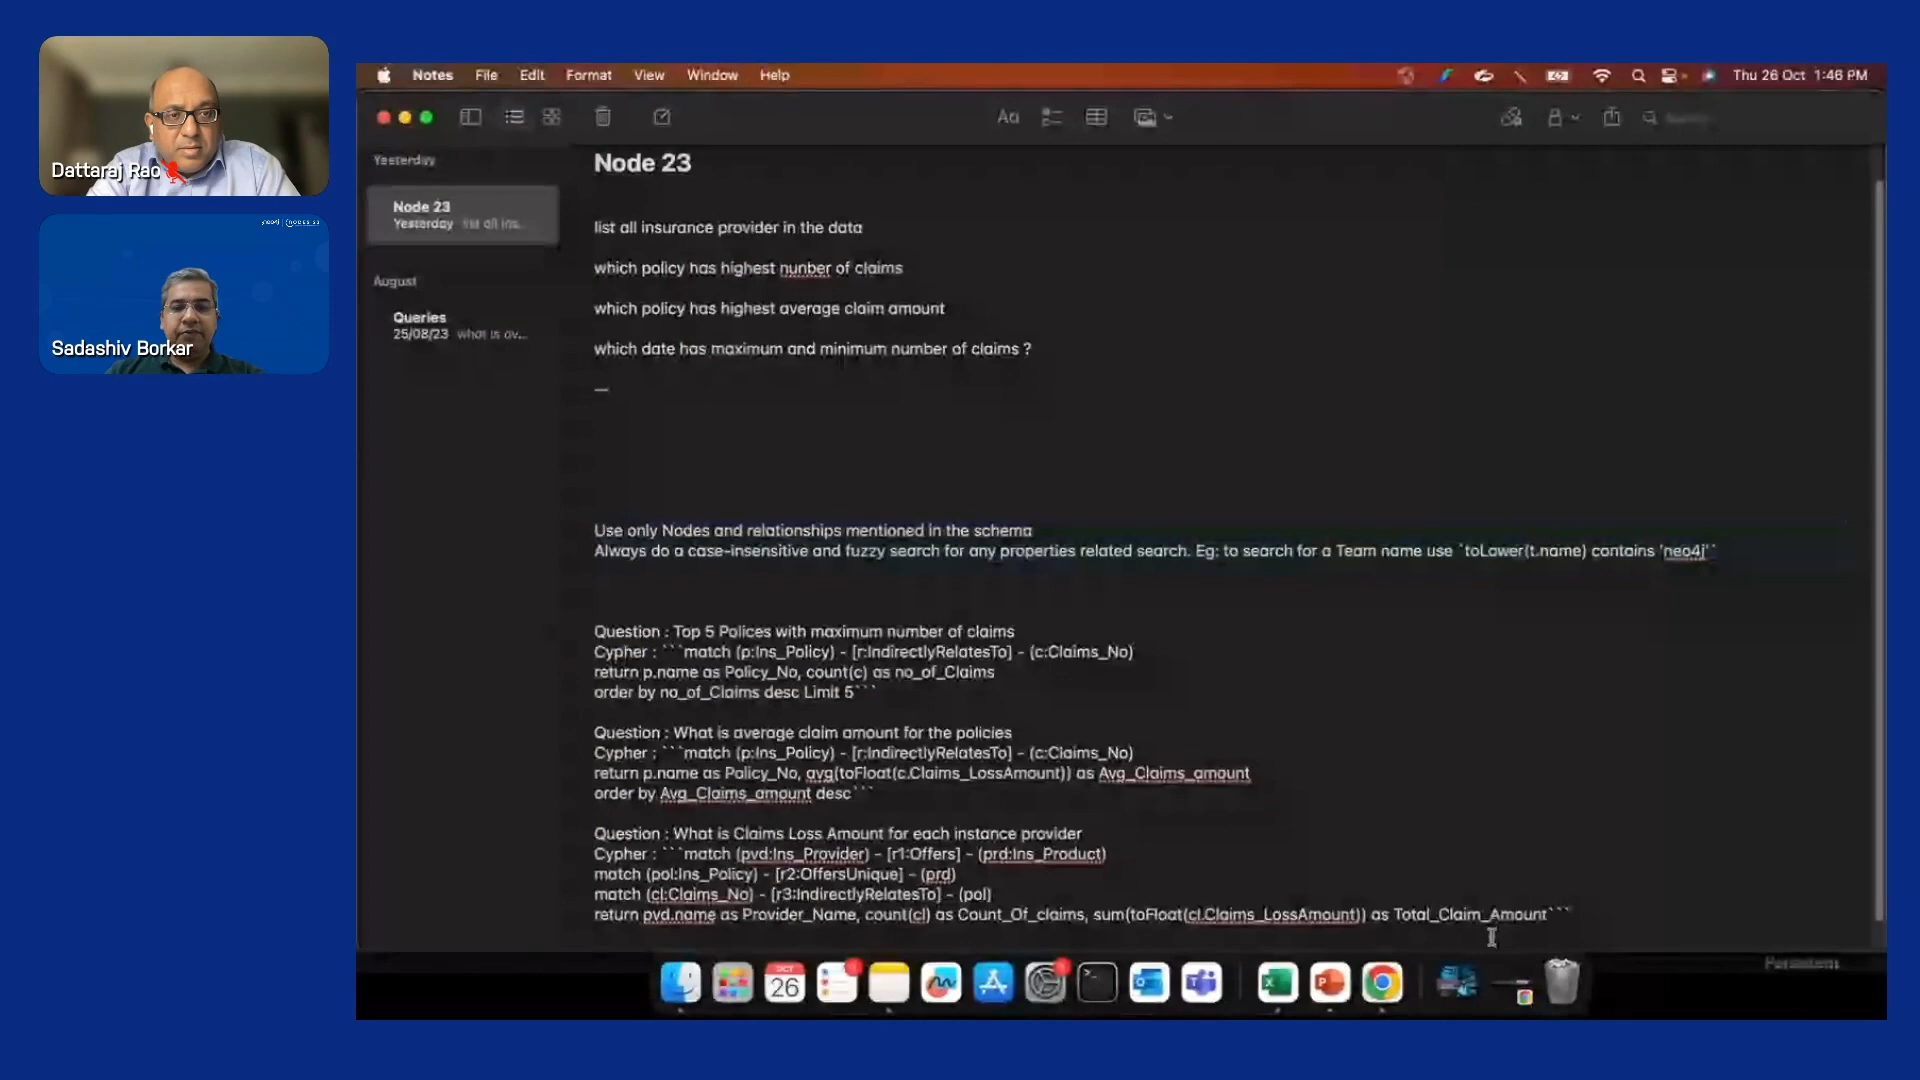 Dattaraj Rao
Sadashiv Borkar
Notes File Edit Format View Window Help
Thu 26 Oct 1:46 PM
Aa
Yesterday
Node 23
Yesterday list all ins...
August
Queries
25/08/23 what is av...
Node 23
list all insurance provider in the data
which policy has highest nunber of claims
which policy has highest average claim amount
which date has maximum and minimum number of claims ?
—
Use only Nodes and relationships mentioned in the schema
Always do a case-insensitive and fuzzy search for any properties related search. Eg: to search for a Team name use `toLower(t.name) contains 'neo4j'`
Question : Top 5 Polices with maximum number of claims
Cypher : ```match (p:Ins_Policy) - [r:IndirectlyRelatesTo] - (c:Claims_No)
return p.name as Policy_No, count(c) as no_of_Claims
order by no_of_Claims desc Limit 5```
Question : What is average claim amount for the policies
Cypher : ```match (p:Ins_Policy) - [r:IndirectlyRelatesTo] - (c:Claims_No)
return p.name as Policy_No, avg(toFloat(c.Claims_LossAmount)) as Avg_Claims_amount
order by Avg_Claims_amount desc```
Question : What is Claims Loss Amount for each instance provider
Cypher : ```match (pvd:Ins_Provider) - [r1:Offers] - (prd:Ins_Product)
match (pol:Ins_Policy) - [r2:OffersUnique] - (prd)
match (cl:Claims_No) - [r3:IndirectlyRelatesTo] - (pol)
return pvd.name as Provider_Name, count(cl) as Count_Of_claims, sum(toFloat(cl.Claims_LossAmount)) as Total_Claim_Amount```
Persistent
OCT
26